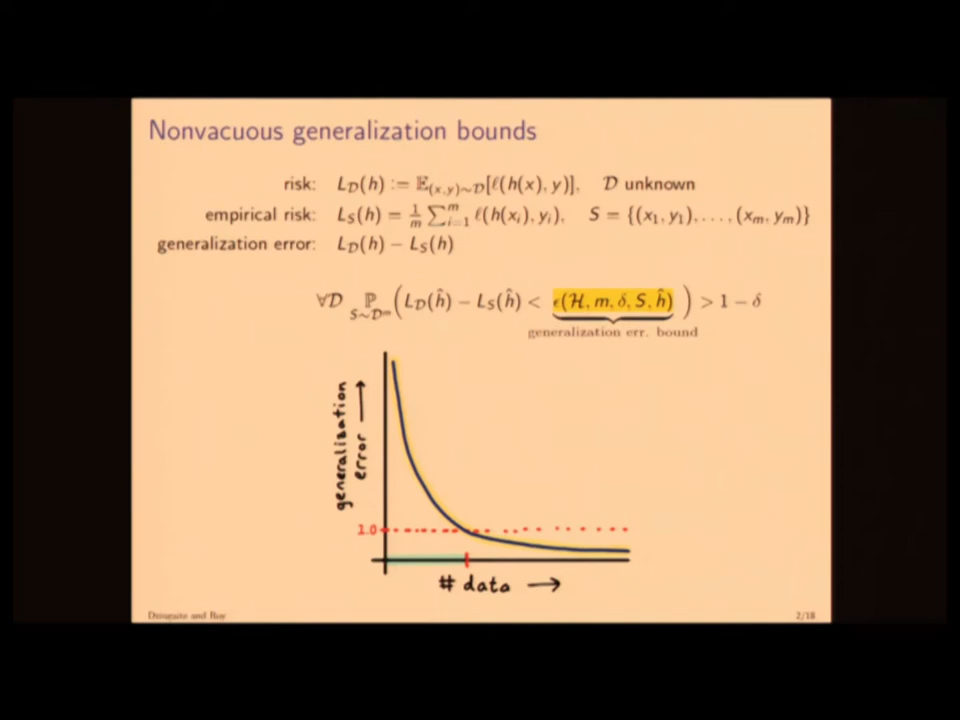 Nonvacuous generalization bounds
risk: L_D(h) := 𝔼_(x,y)∼D[ℓ(h(x), y)], D unknown
empirical risk: L_S(h) = 1/m ∑_{i=1}^m ℓ(h(x_i), y_i), S = {(x_1, y_1), . . . , (x_m, y_m)}
generalization error: L_D(h) − L_S(h)
∀D ℙ_{S∼D^m} (L_D(ĥ) − L_S(ĥ) < ϵ(H, m, δ, S, ĥ)) > 1 − δ
generalization err. bound
generalization
error →
1.0
# data →
Dziugaite and Roy
2/18